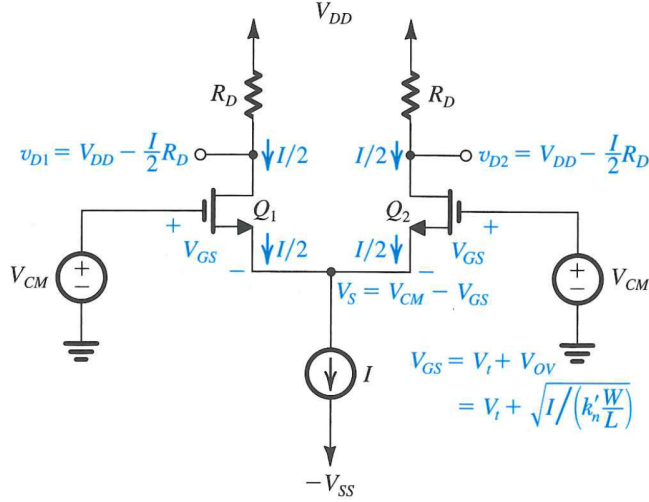 V_DD
R_D R_D
v_D1 = V_DD − I/2 R_D I/2 I/2 v_D2 = V_DD − I/2 R_D
Q_1 Q_2
+ V_GS − I/2 I/2 + V_GS −
V_CM + − V_CM + −
V_S = V_CM − V_GS
I
V_GS = V_t + V_OV
= V_t + √(I/(k'_n W/L))
−V_SS